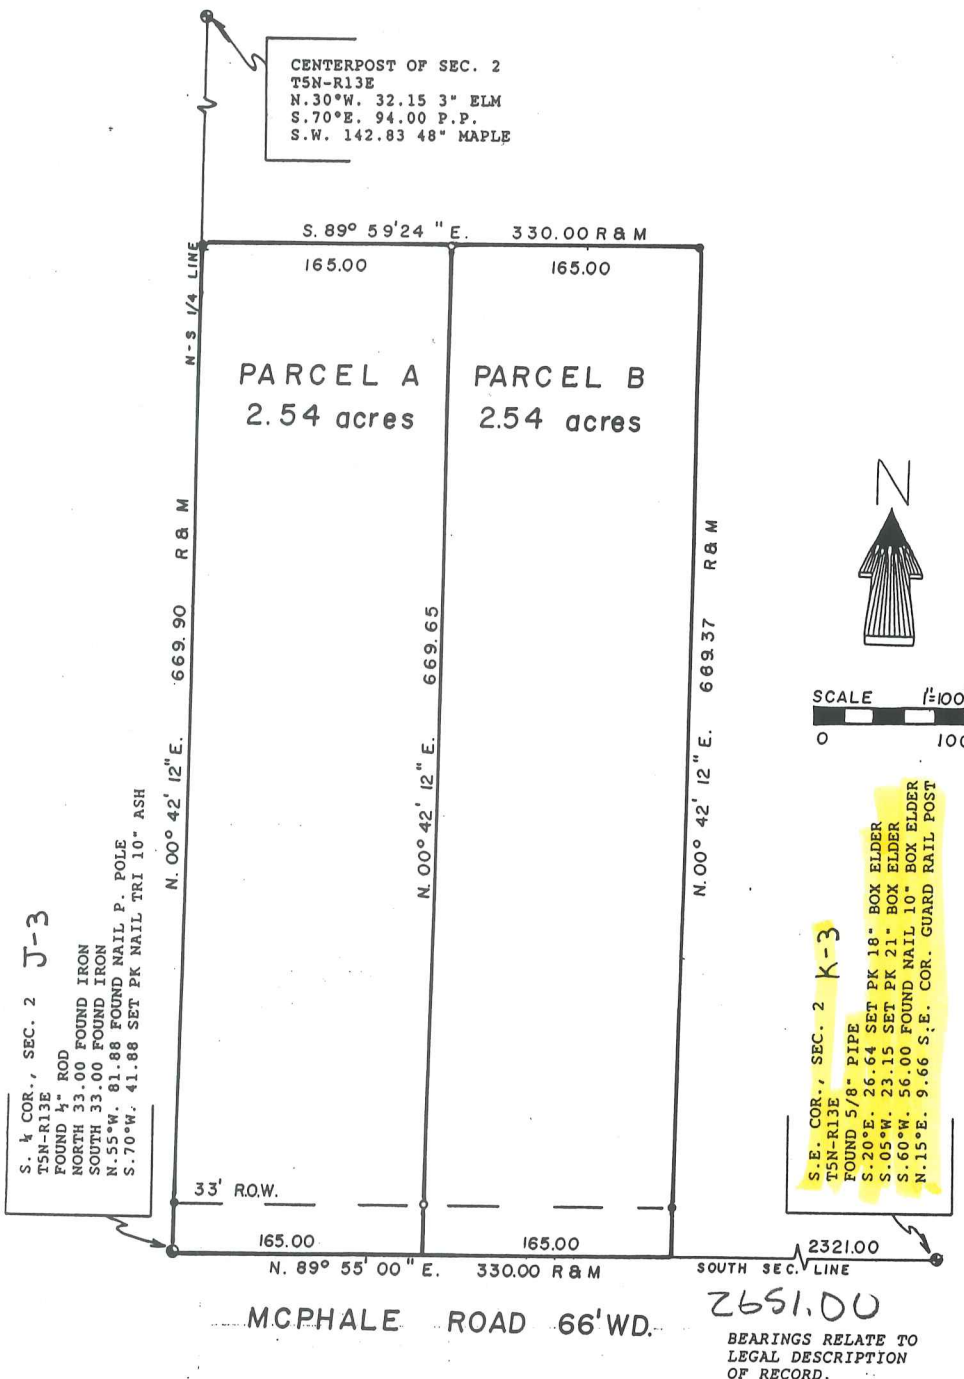 CENTERPOST OF SEC. 2
T5N-R13E
N.30°W. 32.15 3" ELM
S.70°E. 94.00 P.P.
S.W. 142.83 48" MAPLE
S. 89° 59' 24" E. 330.00 R & M
165.00 165.00
N-S 1/4 LINE
PARCEL A
2.54 acres
PARCEL B
2.54 acres
N. 00° 42' 12" E. 669.90 R & M
N. 00° 42' 12" E. 669.65
N. 00° 42' 12" E. 669.37 R & M
N
SCALE 1"=100
0 100
S. ¼ COR., SEC. 2 J-3
T5N-R13E
FOUND ½" ROD
NORTH 33.00 FOUND IRON
SOUTH 33.00 FOUND IRON
N.55°W. 81.88 FOUND NAIL P. POLE
S.70°W. 41.88 SET PK NAIL TRI 10" ASH
S.E. COR., SEC. 2 K-3
T5N-R13E
FOUND 5/8" PIPE
S.20°E. 26.64 SET PK 18" BOX ELDER
S.05°W. 23.15 SET PK 21" BOX ELDER
S.60°W. 56.00 FOUND NAIL 10" BOX ELDER
N.15°E. 9.66 S.E. COR. GUARD RAIL POST
33' R.O.W.
165.00 165.00
N. 89° 55' 00" E. 330.00 R & M
2321.00
SOUTH SEC. LINE
2651.00
MCPHALE ROAD 66' WD.
BEARINGS RELATE TO
LEGAL DESCRIPTION
OF RECORD.